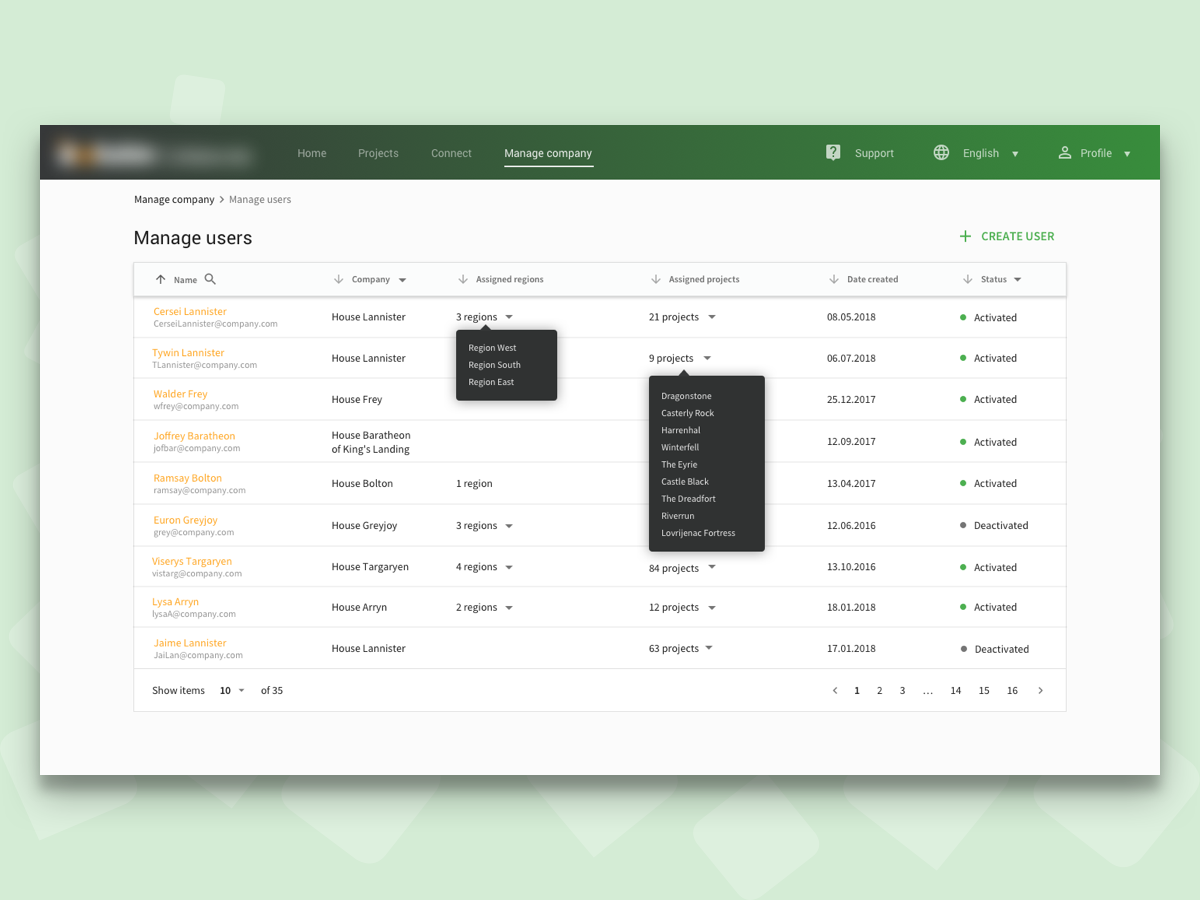 Home Projects Connect Manage company Support English Profile
Manage company > Manage users
Manage users
+ CREATE USER
Name Company Assigned regions Assigned projects Date created Status
Cersei Lannister House Lannister 3 regions 21 projects 08.05.2018 Activated
CerseiLannister@company.com
Region West
Region South
Region East
Tywin Lannister House Lannister 9 projects 06.07.2018 Activated
TLannister@company.com
Dragonstone
Casterly Rock
Harrenhal
Winterfell
The Eyrie
Castle Black
The Dreadfort
Riverrun
Lovrijenac Fortress
Walder Frey House Frey 25.12.2017 Activated
wfrey@company.com
Joffrey Baratheon House Baratheon 12.09.2017 Activated
jofbar@company.com of King's Landing
Ramsay Bolton House Bolton 1 region 13.04.2017 Activated
ramsay@company.com
Euron Greyjoy House Greyjoy 3 regions 12.06.2016 Deactivated
grey@company.com
Viserys Targaryen House Targaryen 4 regions 84 projects 13.10.2016 Activated
vistarg@company.com
Lysa Arryn House Arryn 2 regions 12 projects 18.01.2018 Activated
lysaA@company.com
Jaime Lannister House Lannister 63 projects 17.01.2018 Deactivated
JaiLan@company.com
Show items 10 of 35 < 1 2 3 ... 14 15 16 >